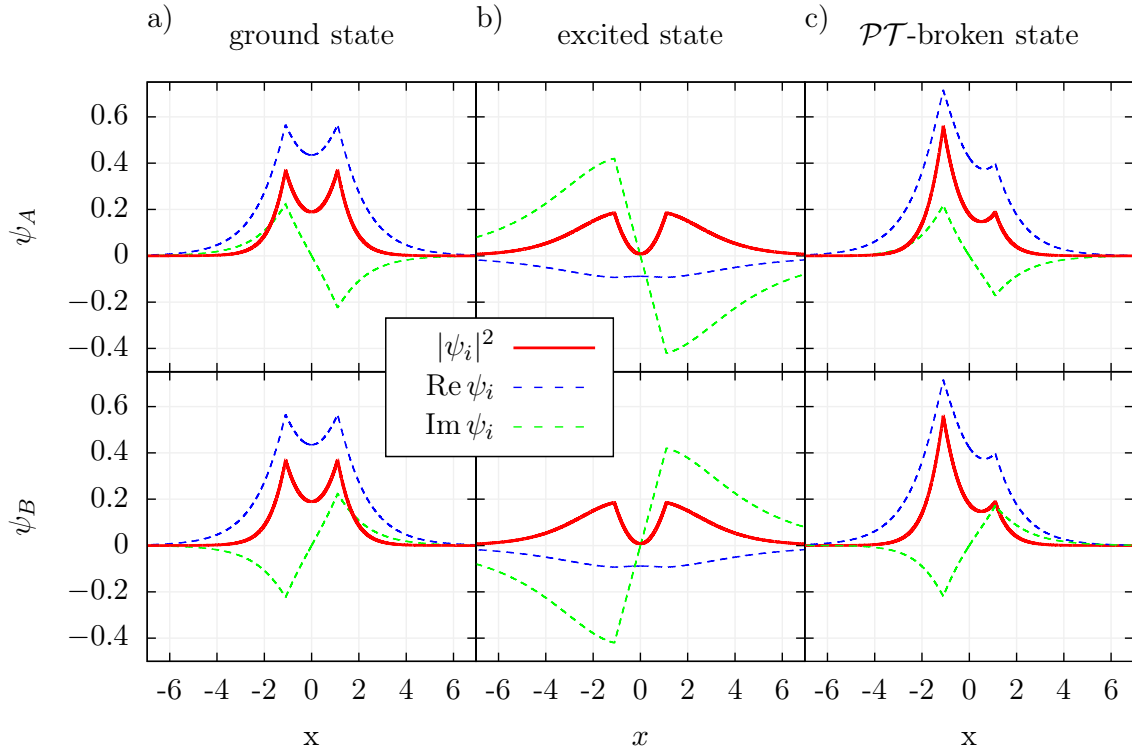 a) b) c)
ground state excited state 𝒫𝒯-broken state
0.6
0.4
0.2
0
−0.2
−0.4
ψ_A
|ψ_i|²
Re ψ_i
Im ψ_i
0.6
0.4
0.2
0
−0.2
−0.4
ψ_B
-6 -4 -2 0 2 4 6 -6 -4 -2 0 2 4 6 -6 -4 -2 0 2 4 6
x x x